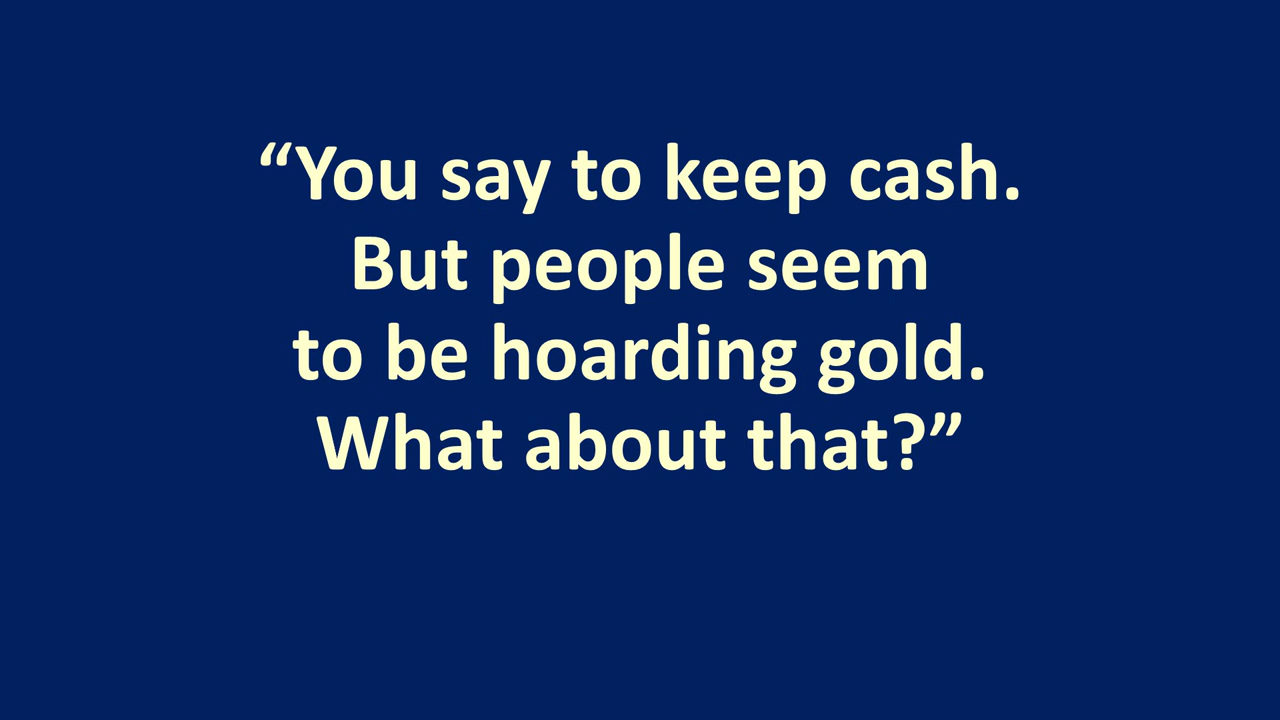 “You say to keep cash.
But people seem
to be hoarding gold.
What about that?”